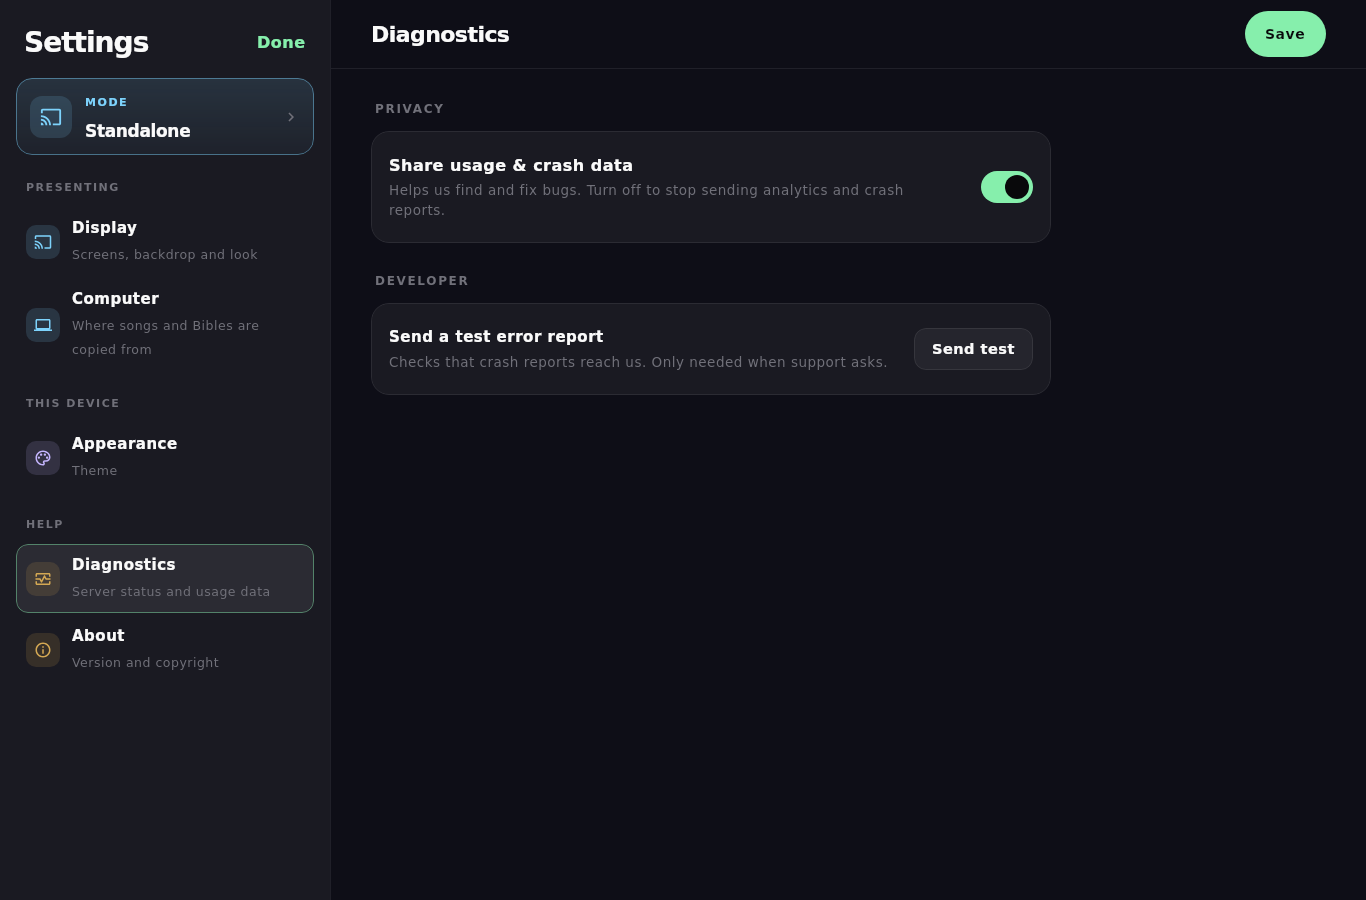 Settings
Done
MODE
Standalone
PRESENTING
Display
Screens, backdrop and look
Computer
Where songs and Bibles are
copied from
THIS DEVICE
Appearance
Theme
HELP
Diagnostics
Server status and usage data
About
Version and copyright
Diagnostics
Save
PRIVACY
Share usage & crash data
Helps us find and fix bugs. Turn off to stop sending analytics and crash
reports.
DEVELOPER
Send a test error report
Checks that crash reports reach us. Only needed when support asks.
Send test